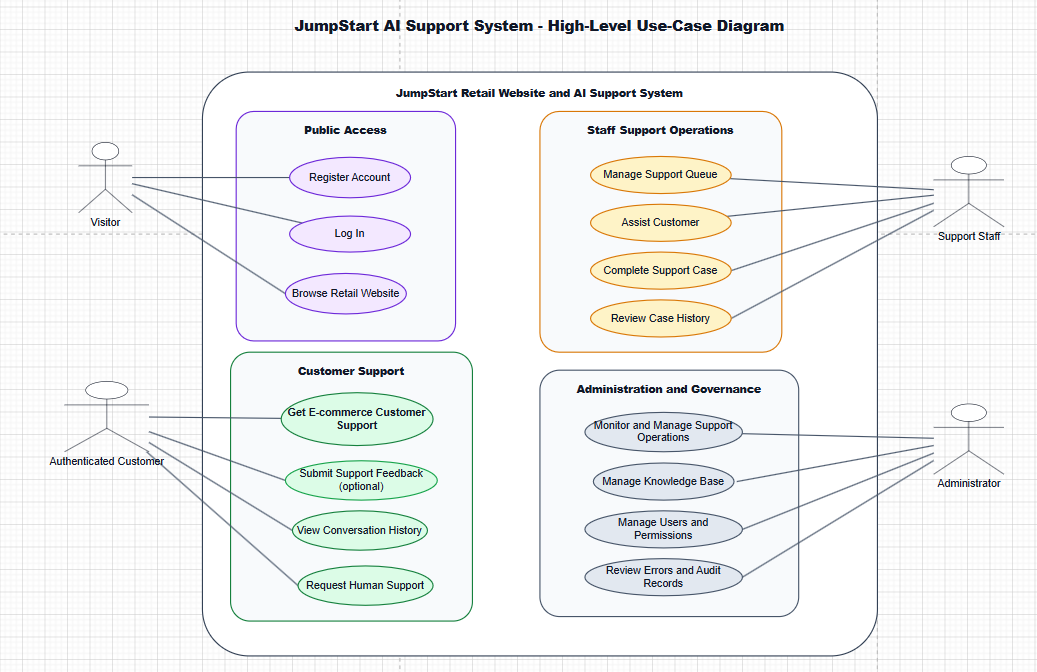 JumpStart AI Support System - High-Level Use-Case Diagram
JumpStart Retail Website and AI Support System
Public Access
Register Account
Log In
Browse Retail Website
Visitor
Staff Support Operations
Manage Support Queue
Assist Customer
Complete Support Case
Review Case History
Support Staff
Customer Support
Get E-commerce Customer
Support
Submit Support Feedback
(optional)
View Conversation History
Request Human Support
Authenticated Customer
Administration and Governance
Monitor and Manage Support
Operations
Manage Knowledge Base
Manage Users and
Permissions
Review Errors and Audit
Records
Administrator